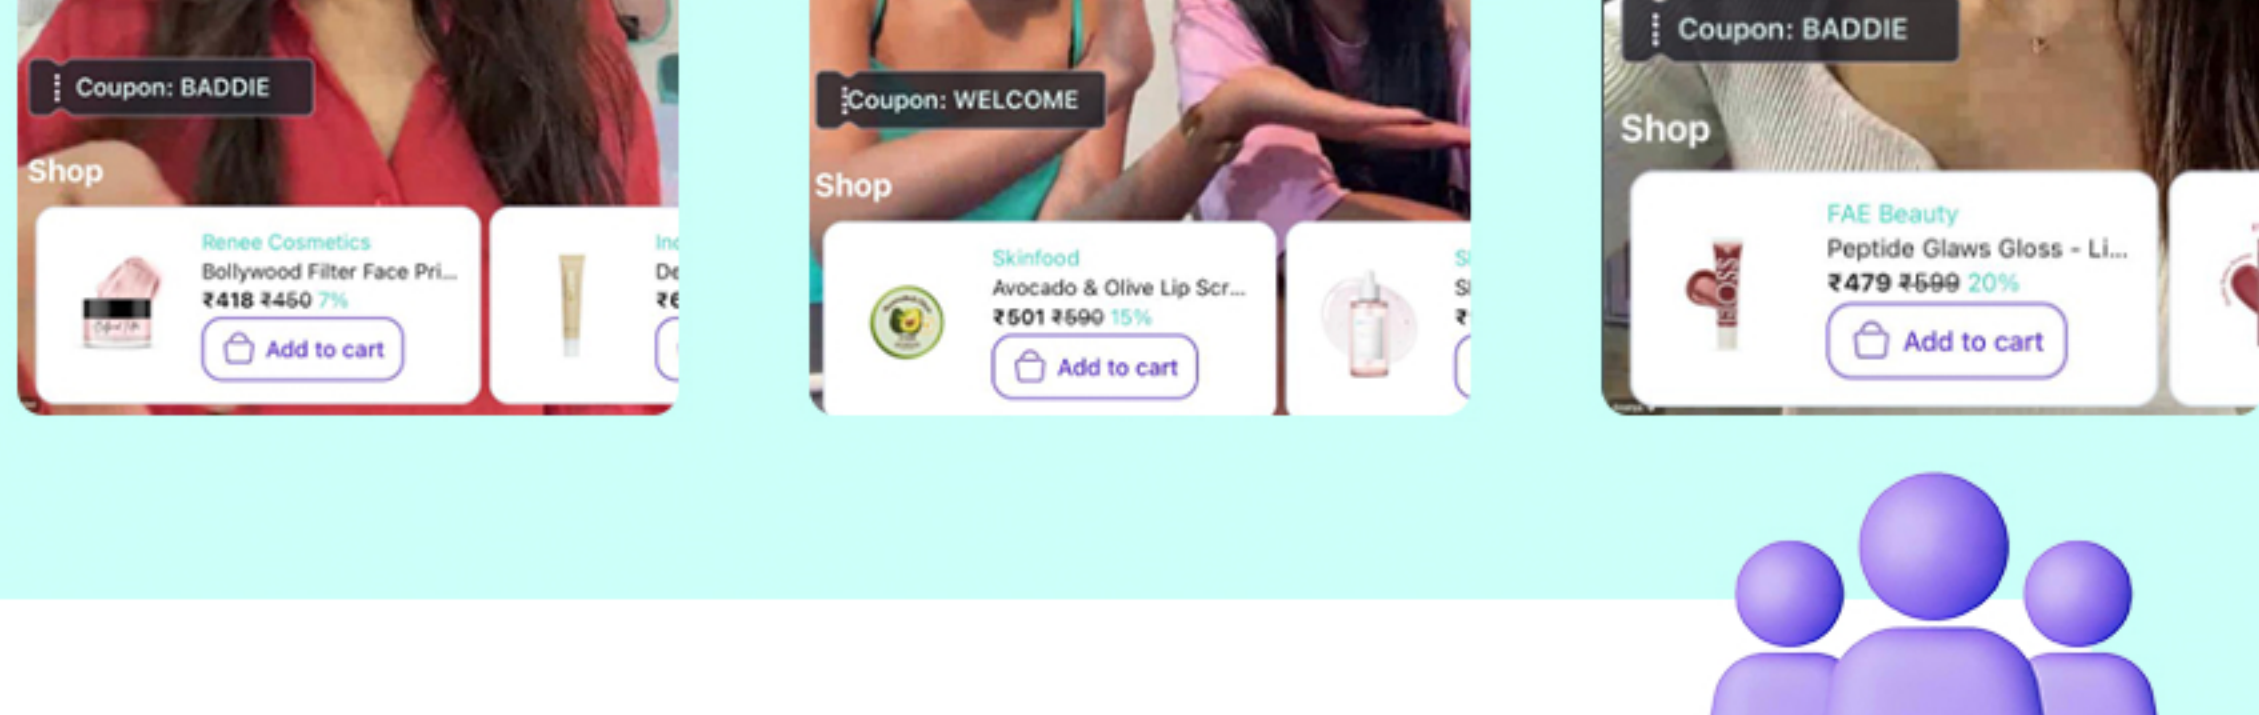 Coupon: BADDIE
Shop
Renee Cosmetics
Bollywood Filter Face Pri...
₹418 ₹450 7%
Add to cart
Coupon: WELCOME
Shop
Skinfood
Avocado & Olive Lip Scr...
₹501 ₹590 15%
Add to cart
Coupon: BADDIE
Shop
FAE Beauty
Peptide Glaws Gloss - Li...
₹479 ₹599 20%
Add to cart